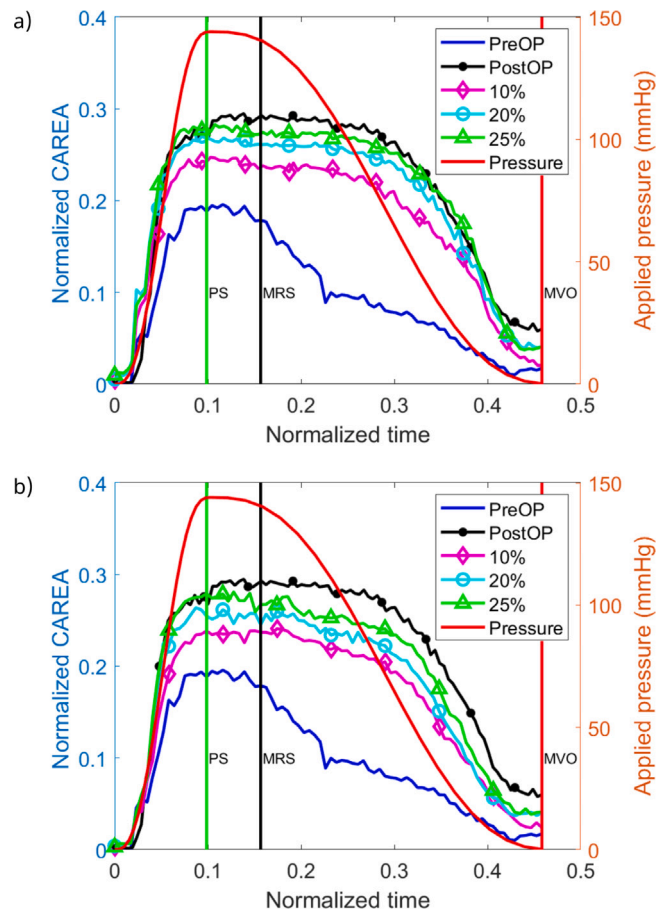 a)
Normalized CAREA
0.4
0.3
0.2
0.1
0
150
100
50
0
Applied pressure (mmHg)
PreOP
PostOP
10%
20%
25%
Pressure
PS
MRS
MVO
0
0.1
0.2
0.3
0.4
0.5
Normalized time
b)
Normalized CAREA
0.4
0.3
0.2
0.1
0
150
100
50
0
Applied pressure (mmHg)
PreOP
PostOP
10%
20%
25%
Pressure
PS
MRS
MVO
0
0.1
0.2
0.3
0.4
0.5
Normalized time